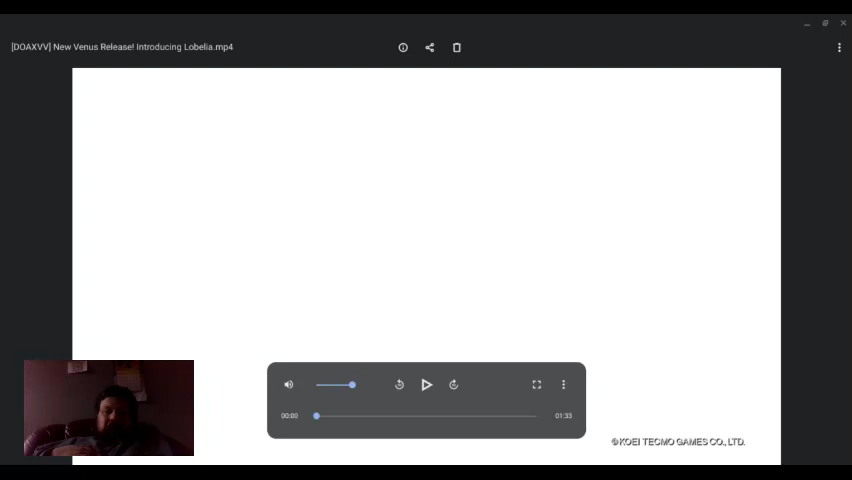 [DOAXVV] New Venus Release! Introducing Lobelia.mp4
00:00
01:33
©KOEI TECMO GAMES CO., LTD.